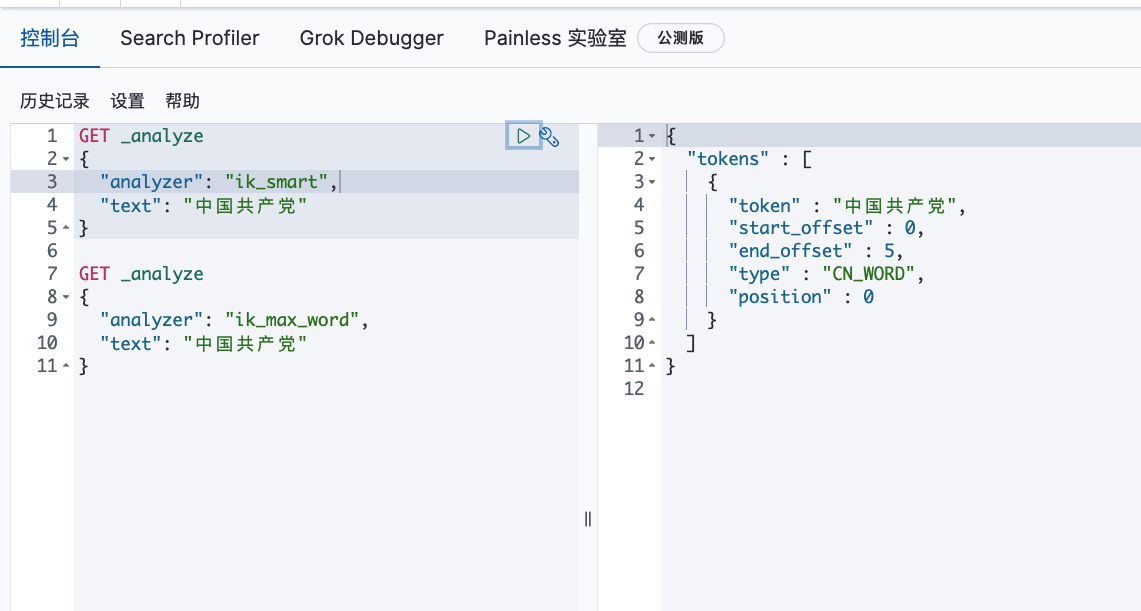 控制台 Search Profiler Grok Debugger Painless 实验室 公测版
历史记录 设置 帮助
1 GET _analyze
2 {
3 "analyzer": "ik_smart",
4 "text": "中国共产党"
5 }
6
7 GET _analyze
8 {
9 "analyzer": "ik_max_word",
10 "text": "中国共产党"
11 }
1 {
2 "tokens" : [
3 {
4 "token" : "中国共产党",
5 "start_offset" : 0,
6 "end_offset" : 5,
7 "type" : "CN_WORD",
8 "position" : 0
9 }
10 ]
11 }
12